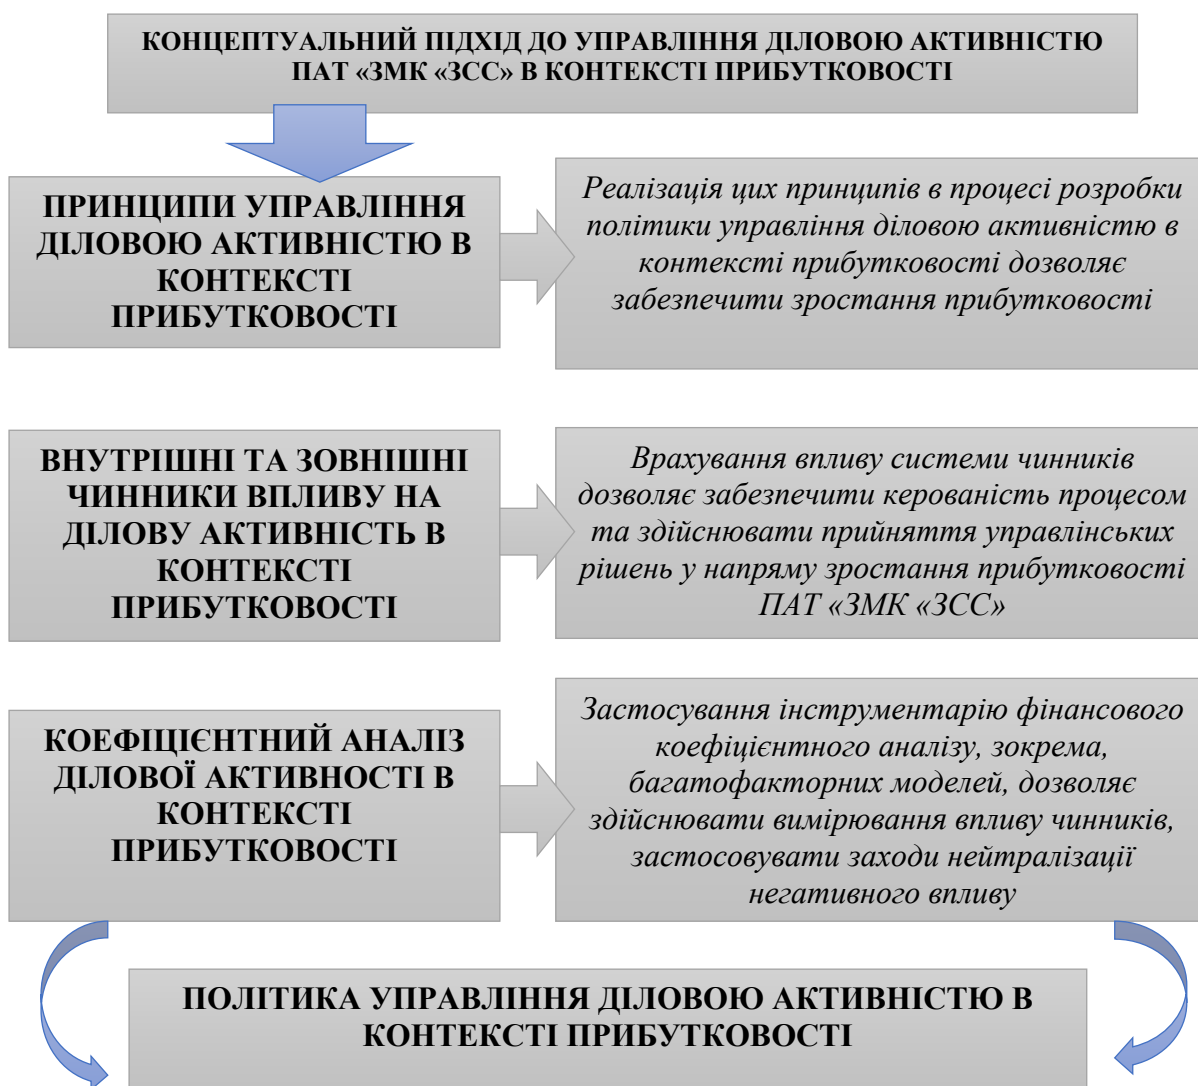 КОНЦЕПТУАЛЬНИЙ ПІДХІД ДО УПРАВЛІННЯ ДІЛОВОЮ АКТИВНІСТЮ
ПАТ «ЗМК «ЗСС» В КОНТЕКСТІ ПРИБУТКОВОСТІ
ПРИНЦИПИ УПРАВЛІННЯ
ДІЛОВОЮ АКТИВНІСТЮ В
КОНТЕКСТІ
ПРИБУТКОВОСТІ
Реалізація цих принципів в процесі розробки
політики управління діловою активністю в
контексті прибутковості дозволяє
забезпечити зростання прибутковості
ВНУТРІШНІ ТА ЗОВНІШНІ
ЧИННИКИ ВПЛИВУ НА
ДІЛОВУ АКТИВНІСТЬ В
КОНТЕКСТІ
ПРИБУТКОВОСТІ
Врахування впливу системи чинників
дозволяє забезпечити керованість процесом
та здійснювати прийняття управлінських
рішень у напряму зростання прибутковості
ПАТ «ЗМК «ЗСС»
КОЕФІЦІЄНТНИЙ АНАЛІЗ
ДІЛОВОЇ АКТИВНОСТІ В
КОНТЕКСТІ
ПРИБУТКОВОСТІ
Застосування інструментарію фінансового
коефіцієнтного аналізу, зокрема,
багатофакторних моделей, дозволяє
здійснювати вимірювання впливу чинників,
застосовувати заходи нейтралізації
негативного впливу
ПОЛІТИКА УПРАВЛІННЯ ДІЛОВОЮ АКТИВНІСТЮ В
КОНТЕКСТІ ПРИБУТКОВОСТІ